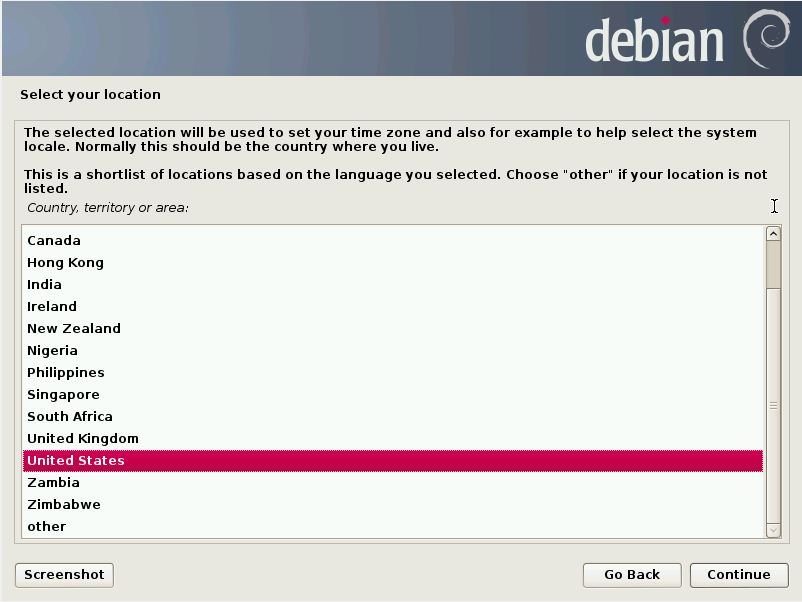 debian
Select your location
The selected location will be used to set your time zone and also for example to help select the system
locale. Normally this should be the country where you live.
This is a shortlist of locations based on the language you selected. Choose "other" if your location is not
listed.
Country, territory or area:
Canada
Hong Kong
India
Ireland
New Zealand
Nigeria
Philippines
Singapore
South Africa
United Kingdom
United States
Zambia
Zimbabwe
other
Screenshot
Go Back
Continue